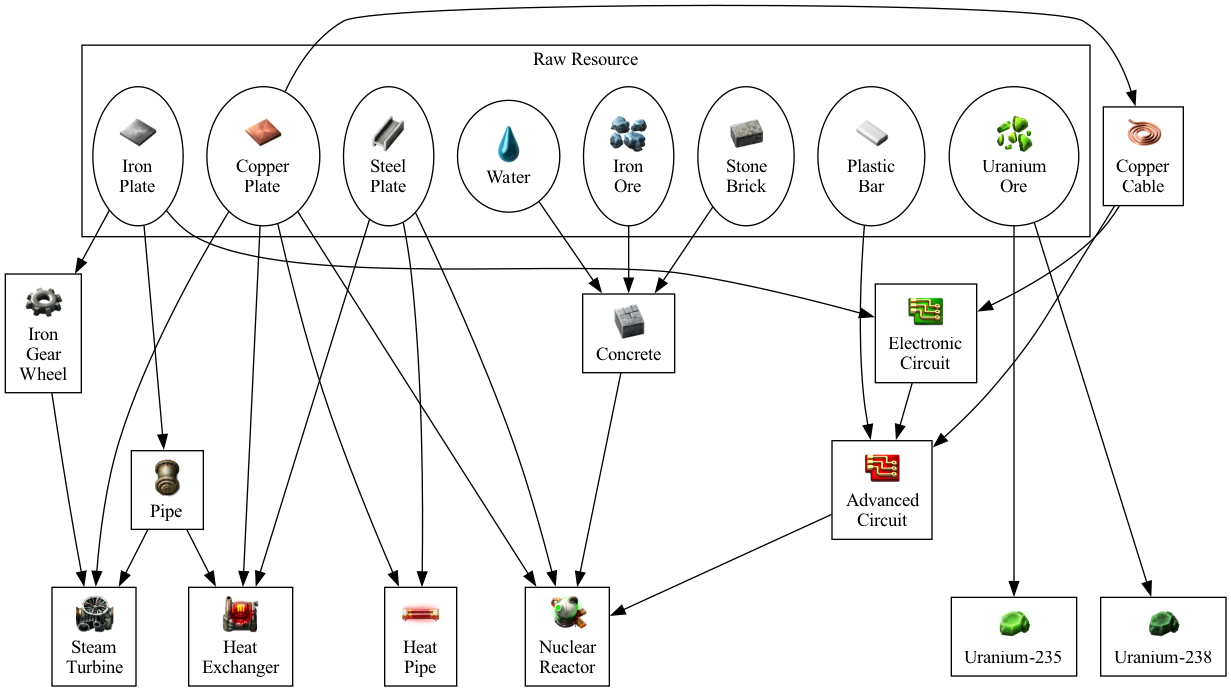 Raw Resource
Iron
Plate
Copper
Plate
Steel
Plate
Water
Iron
Ore
Stone
Brick
Plastic
Bar
Uranium
Ore
Copper
Cable
Iron
Gear
Wheel
Concrete
Electronic
Circuit
Pipe
Advanced
Circuit
Steam
Turbine
Heat
Exchanger
Heat
Pipe
Nuclear
Reactor
Uranium-235
Uranium-238